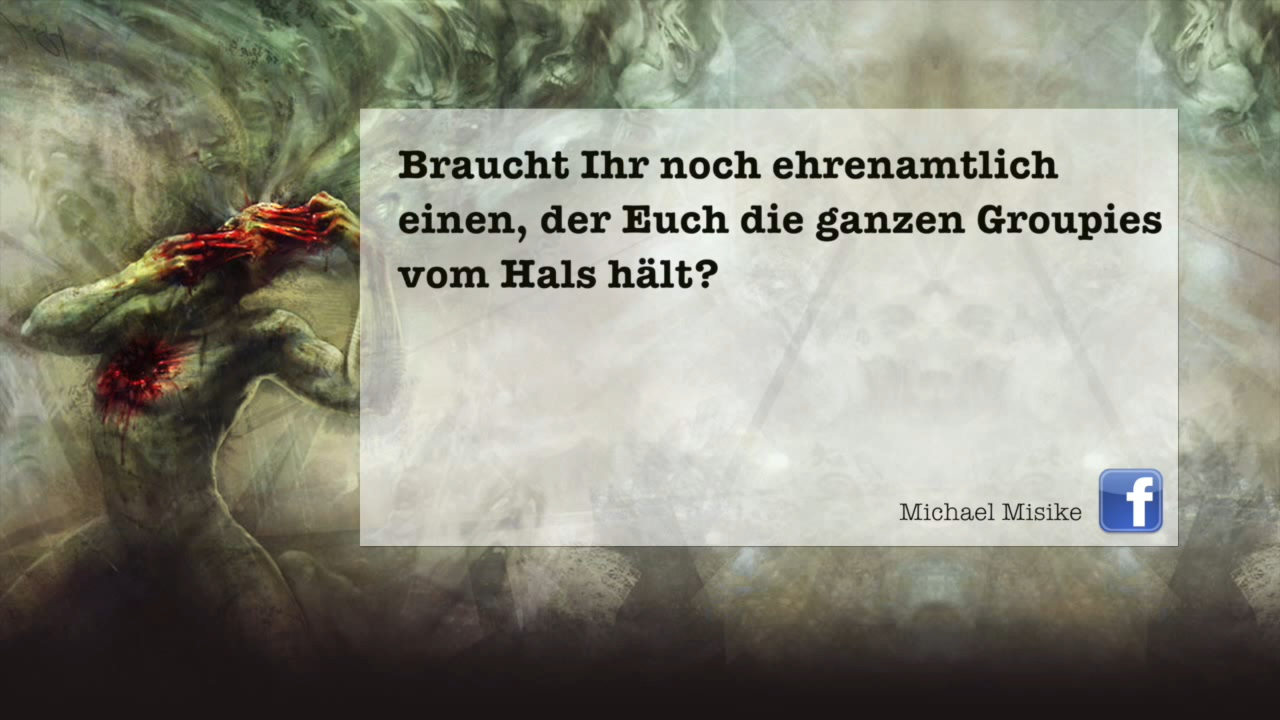 Braucht Ihr noch ehrenamtlich
einen, der Euch die ganzen Groupies
vom Hals hält?
Michael Misike
f